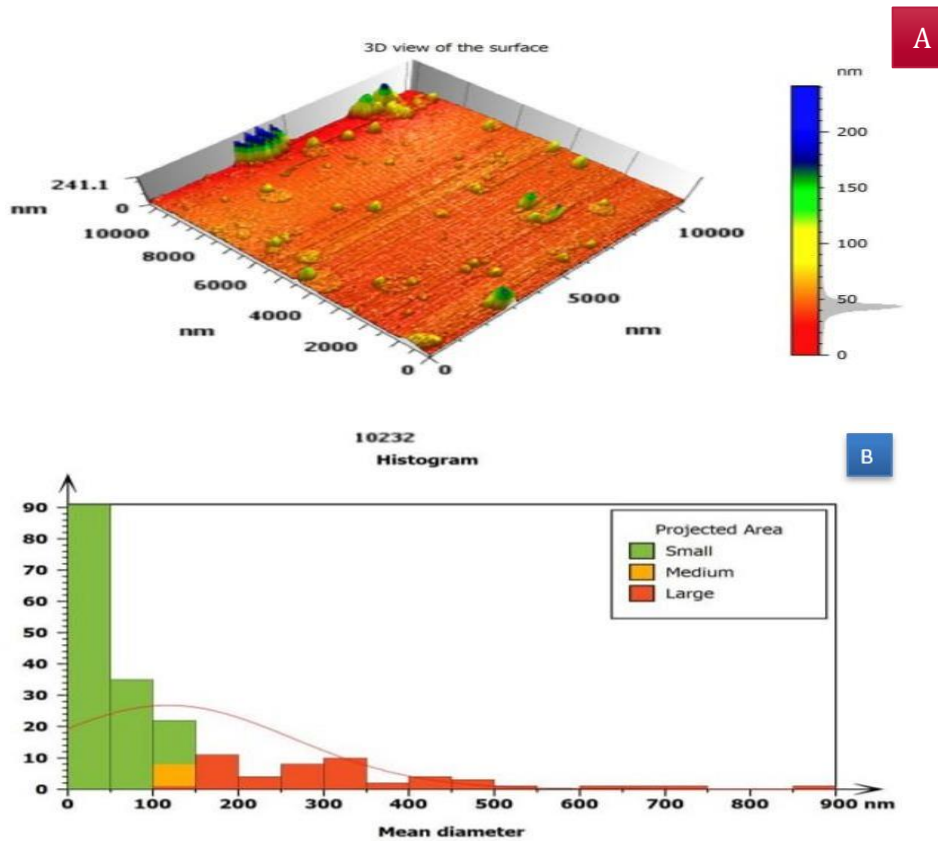 A
3D view of the surface
nm
200
150
100
50
0
241.1
nm
0
10000
8000
6000
4000
2000
0
nm
0
5000
10000
nm
10232
Histogram
B
90
80
70
60
50
40
30
20
10
0
Projected Area
Small
Medium
Large
0 100 200 300 400 500 600 700 800 900 nm
Mean diameter